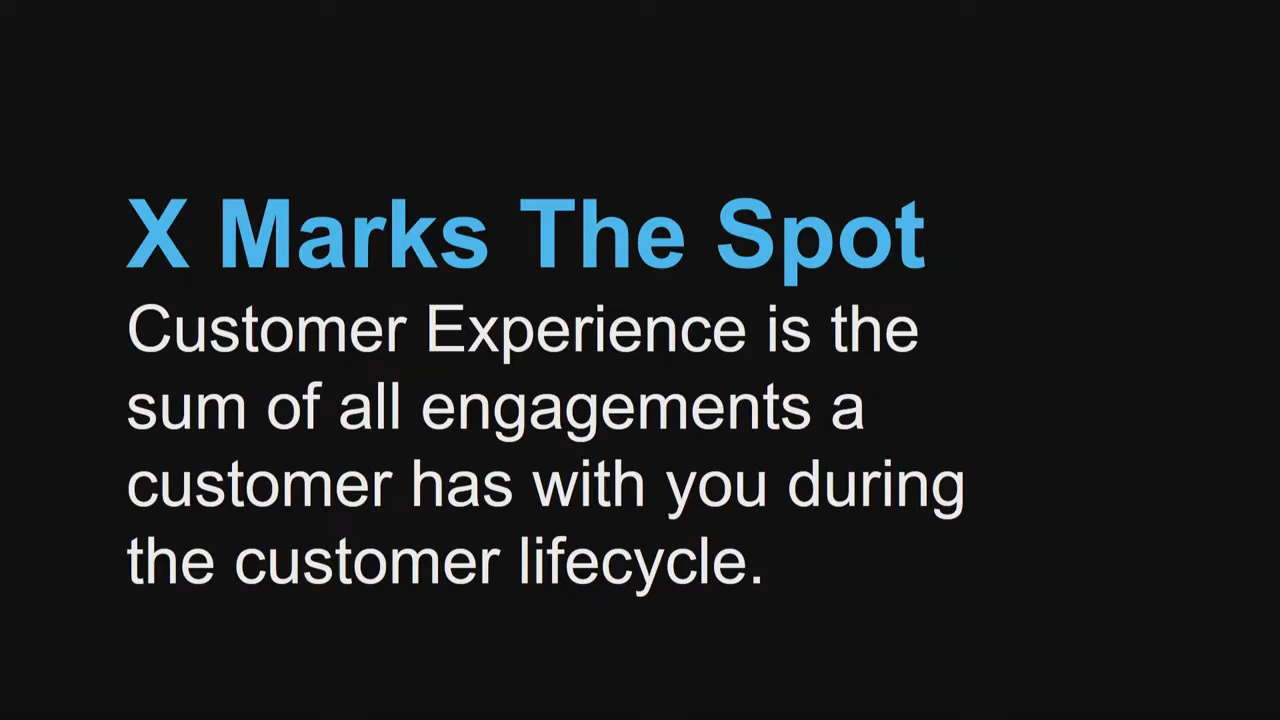 X Marks The Spot
Customer Experience is the
sum of all engagements a
customer has with you during
the customer lifecycle.